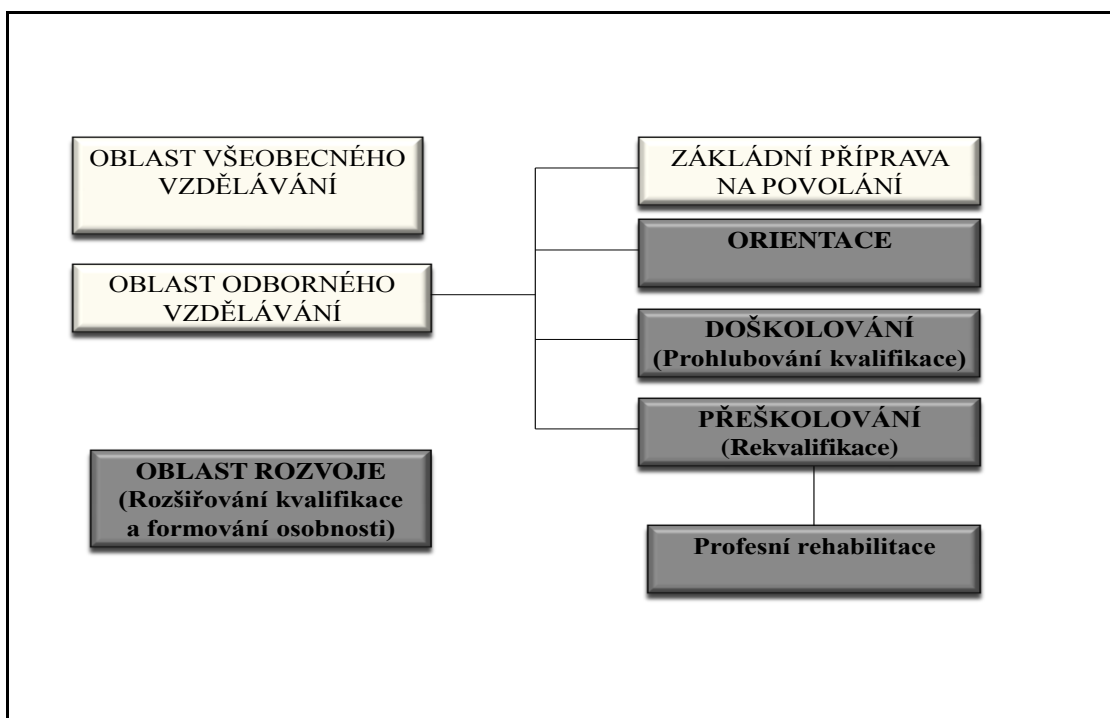 OBLAST VŠEOBECNÉHO
VZDĚLÁVÁNÍ
OBLAST ODBORNÉHO
VZDĚLÁVÁNÍ
OBLAST ROZVOJE
(Rozšiřování kvalifikace
a formování osobnosti)
ZÁKLÁDNÍ PŘÍPRAVA
NA POVOLÁNÍ
ORIENTACE
DOŠKOLOVÁNÍ
(Prohlubování kvalifikace)
PŘEŠKOLOVÁNÍ
(Rekvalifikace)
Profesní rehabilitace